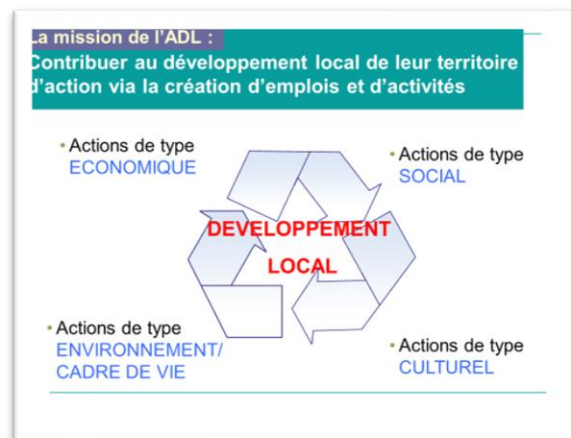 La mission de l'ADL :
Contribuer au développement local de leur territoire
d'action via la création d'emplois et d'activités
• Actions de type
ECONOMIQUE
• Actions de type
SOCIAL
DEVELOPPEMENT
LOCAL
• Actions de type
ENVIRONNEMENT/
CADRE DE VIE
• Actions de type
CULTUREL